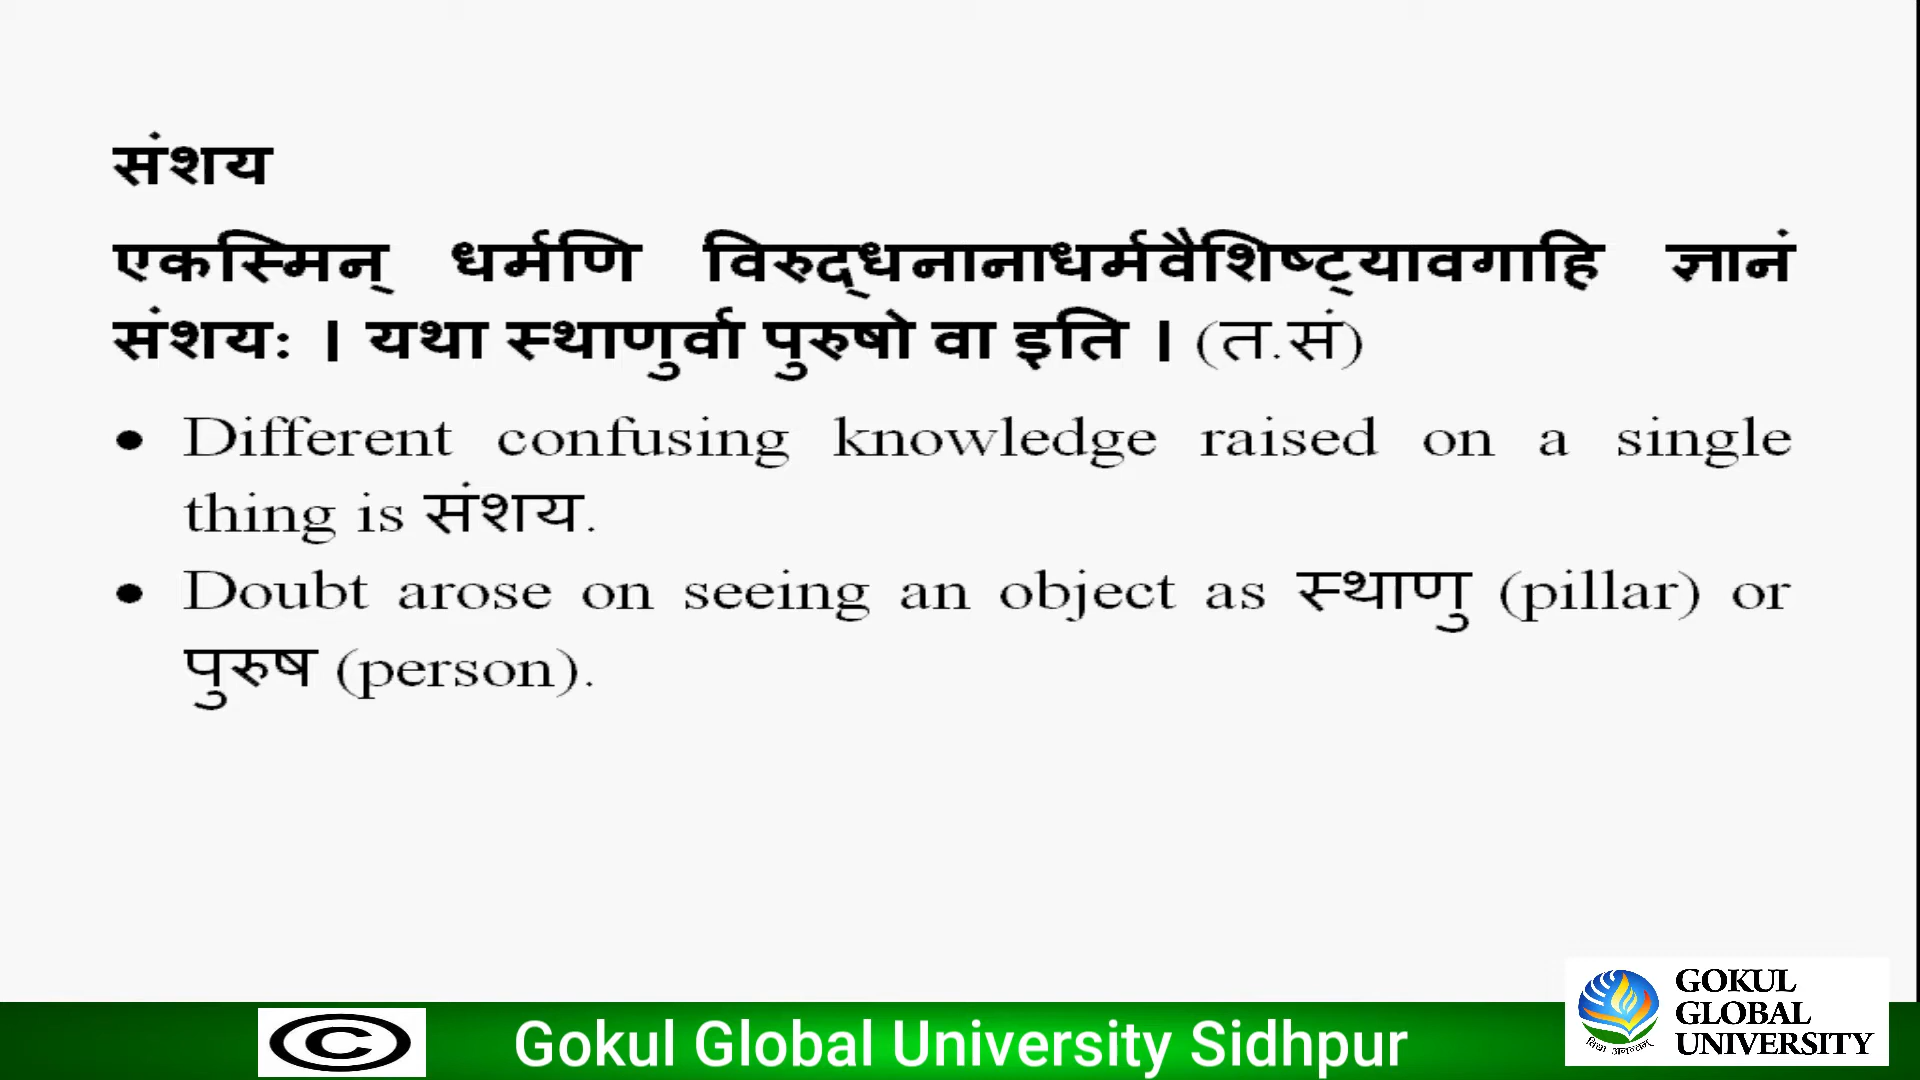 संशय
एकस्मिन् धर्मणि विरुद्‌धनानाधर्मवैशिष्ट्‌यावगाहि ज्ञानं
संशयः । यथा स्थाणुर्वा पुरुषो वा इति । (त.सं)
● Different confusing knowledge raised on a single
thing is संशय.
● Doubt arose on seeing an object as स्थाणु (pillar) or
पुरुष (person).
©
Gokul Global University Sidhpur
GOKUL
GLOBAL
UNIVERSITY